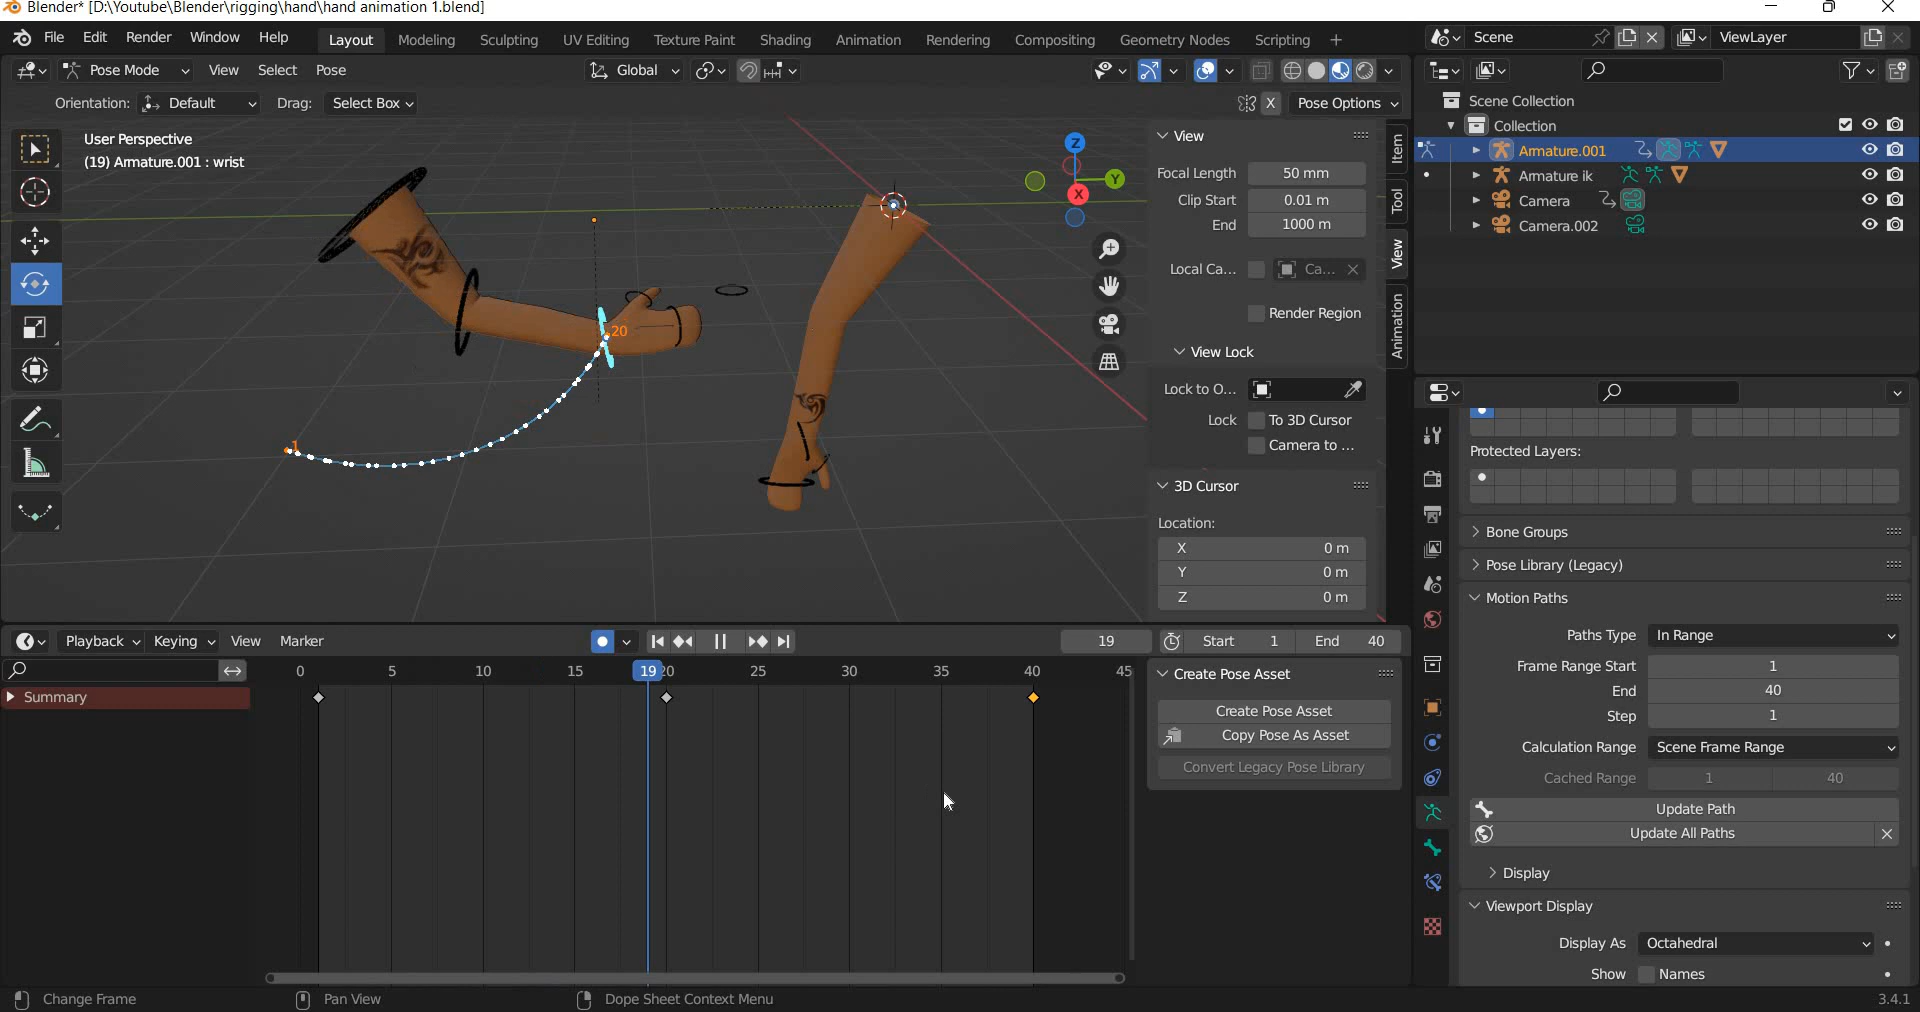 Blender* [D:\Youtube\Blender\rigging\hand\hand animation 1.blend]
File Edit Render Window Help Layout Modeling Sculpting UV Editing Texture Paint Shading Animation Rendering Compositing Geometry Nodes Scripting + Scene ViewLayer
Pose Mode View Select Pose Global
Orientation: Default Drag: Select Box X Pose Options
User Perspective
(19) Armature.001 : wrist
Z
Y
X
20
1
View
Focal Length 50 mm
Clip Start 0.01 m
End 1000 m
Local Ca... Ca...
Render Region
View Lock
Lock to O...
Lock To 3D Cursor
Camera to ...
3D Cursor
Location:
X 0 m
Y 0 m
Z 0 m
Item
Tool
View
Animation
Scene Collection
Collection
Armature.001
Armature ik
Camera
Camera.002
Protected Layers:
Bone Groups
Pose Library (Legacy)
Motion Paths
Paths Type In Range
Frame Range Start 1
End 40
Step 1
Calculation Range Scene Frame Range
Cached Range 1 40
Update Path
Update All Paths
Display
Viewport Display
Display As Octahedral
Show Names
Playback Keying View Marker 19 Start 1 End 40
0 5 10 15 19 20 25 30 35 40 45
Summary
Create Pose Asset
Create Pose Asset
Copy Pose As Asset
Convert Legacy Pose Library
Change Frame Pan View Dope Sheet Context Menu 3.4.1